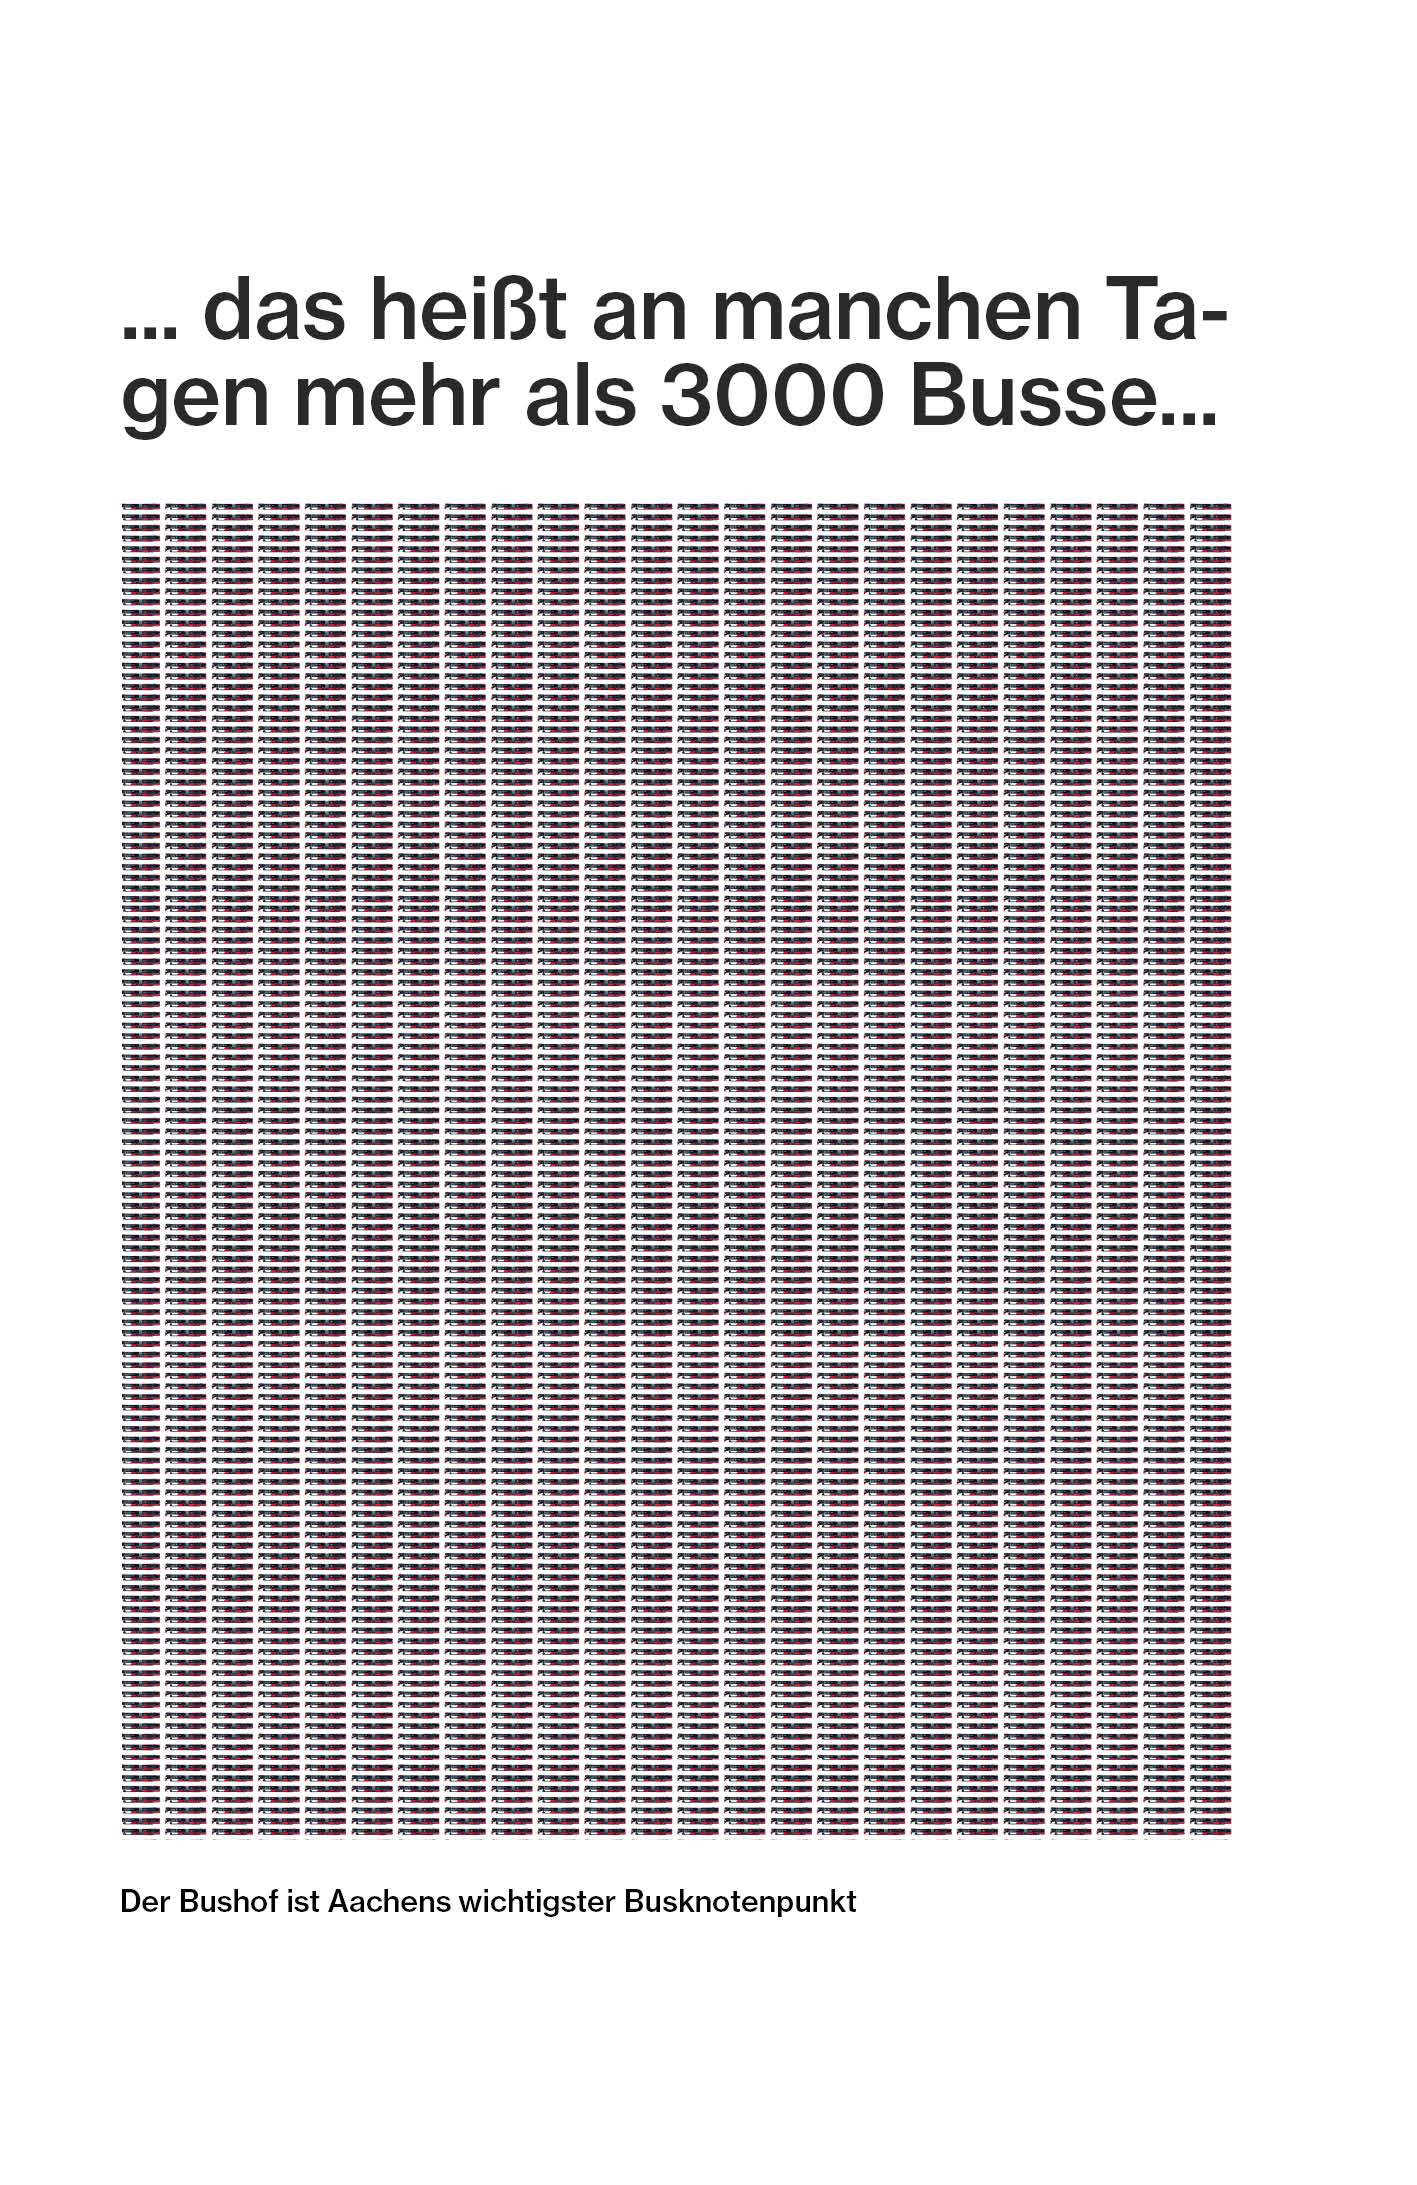 ... das heißt an manchen Ta-
gen mehr als 3000 Busse...
Der Bushof ist Aachens wichtigster Busknotenpunkt